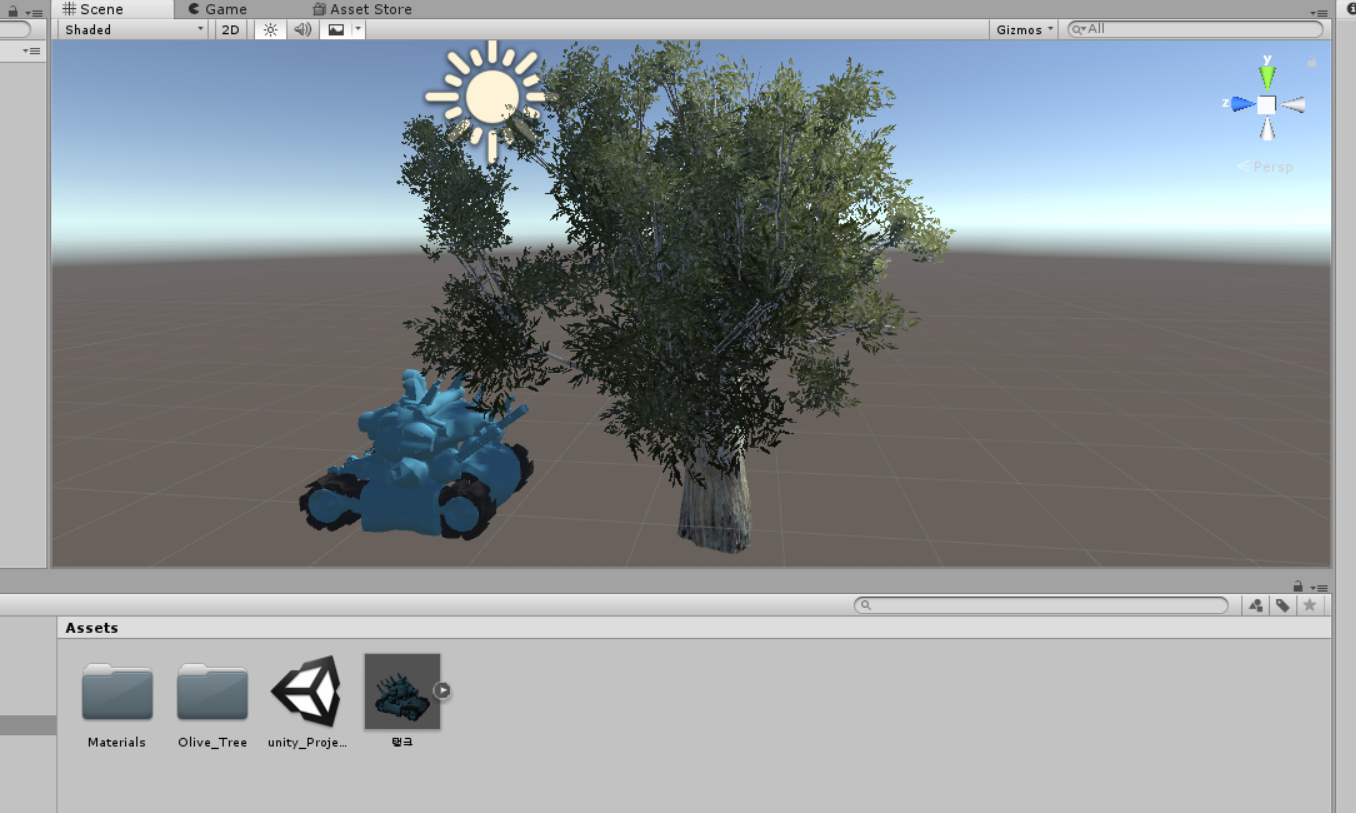 Scene
Game
Asset Store
Shaded
2D
Gizmos
All
y
z
Persp
Assets
Materials
Olive_Tree
unity_Proje...
탱크